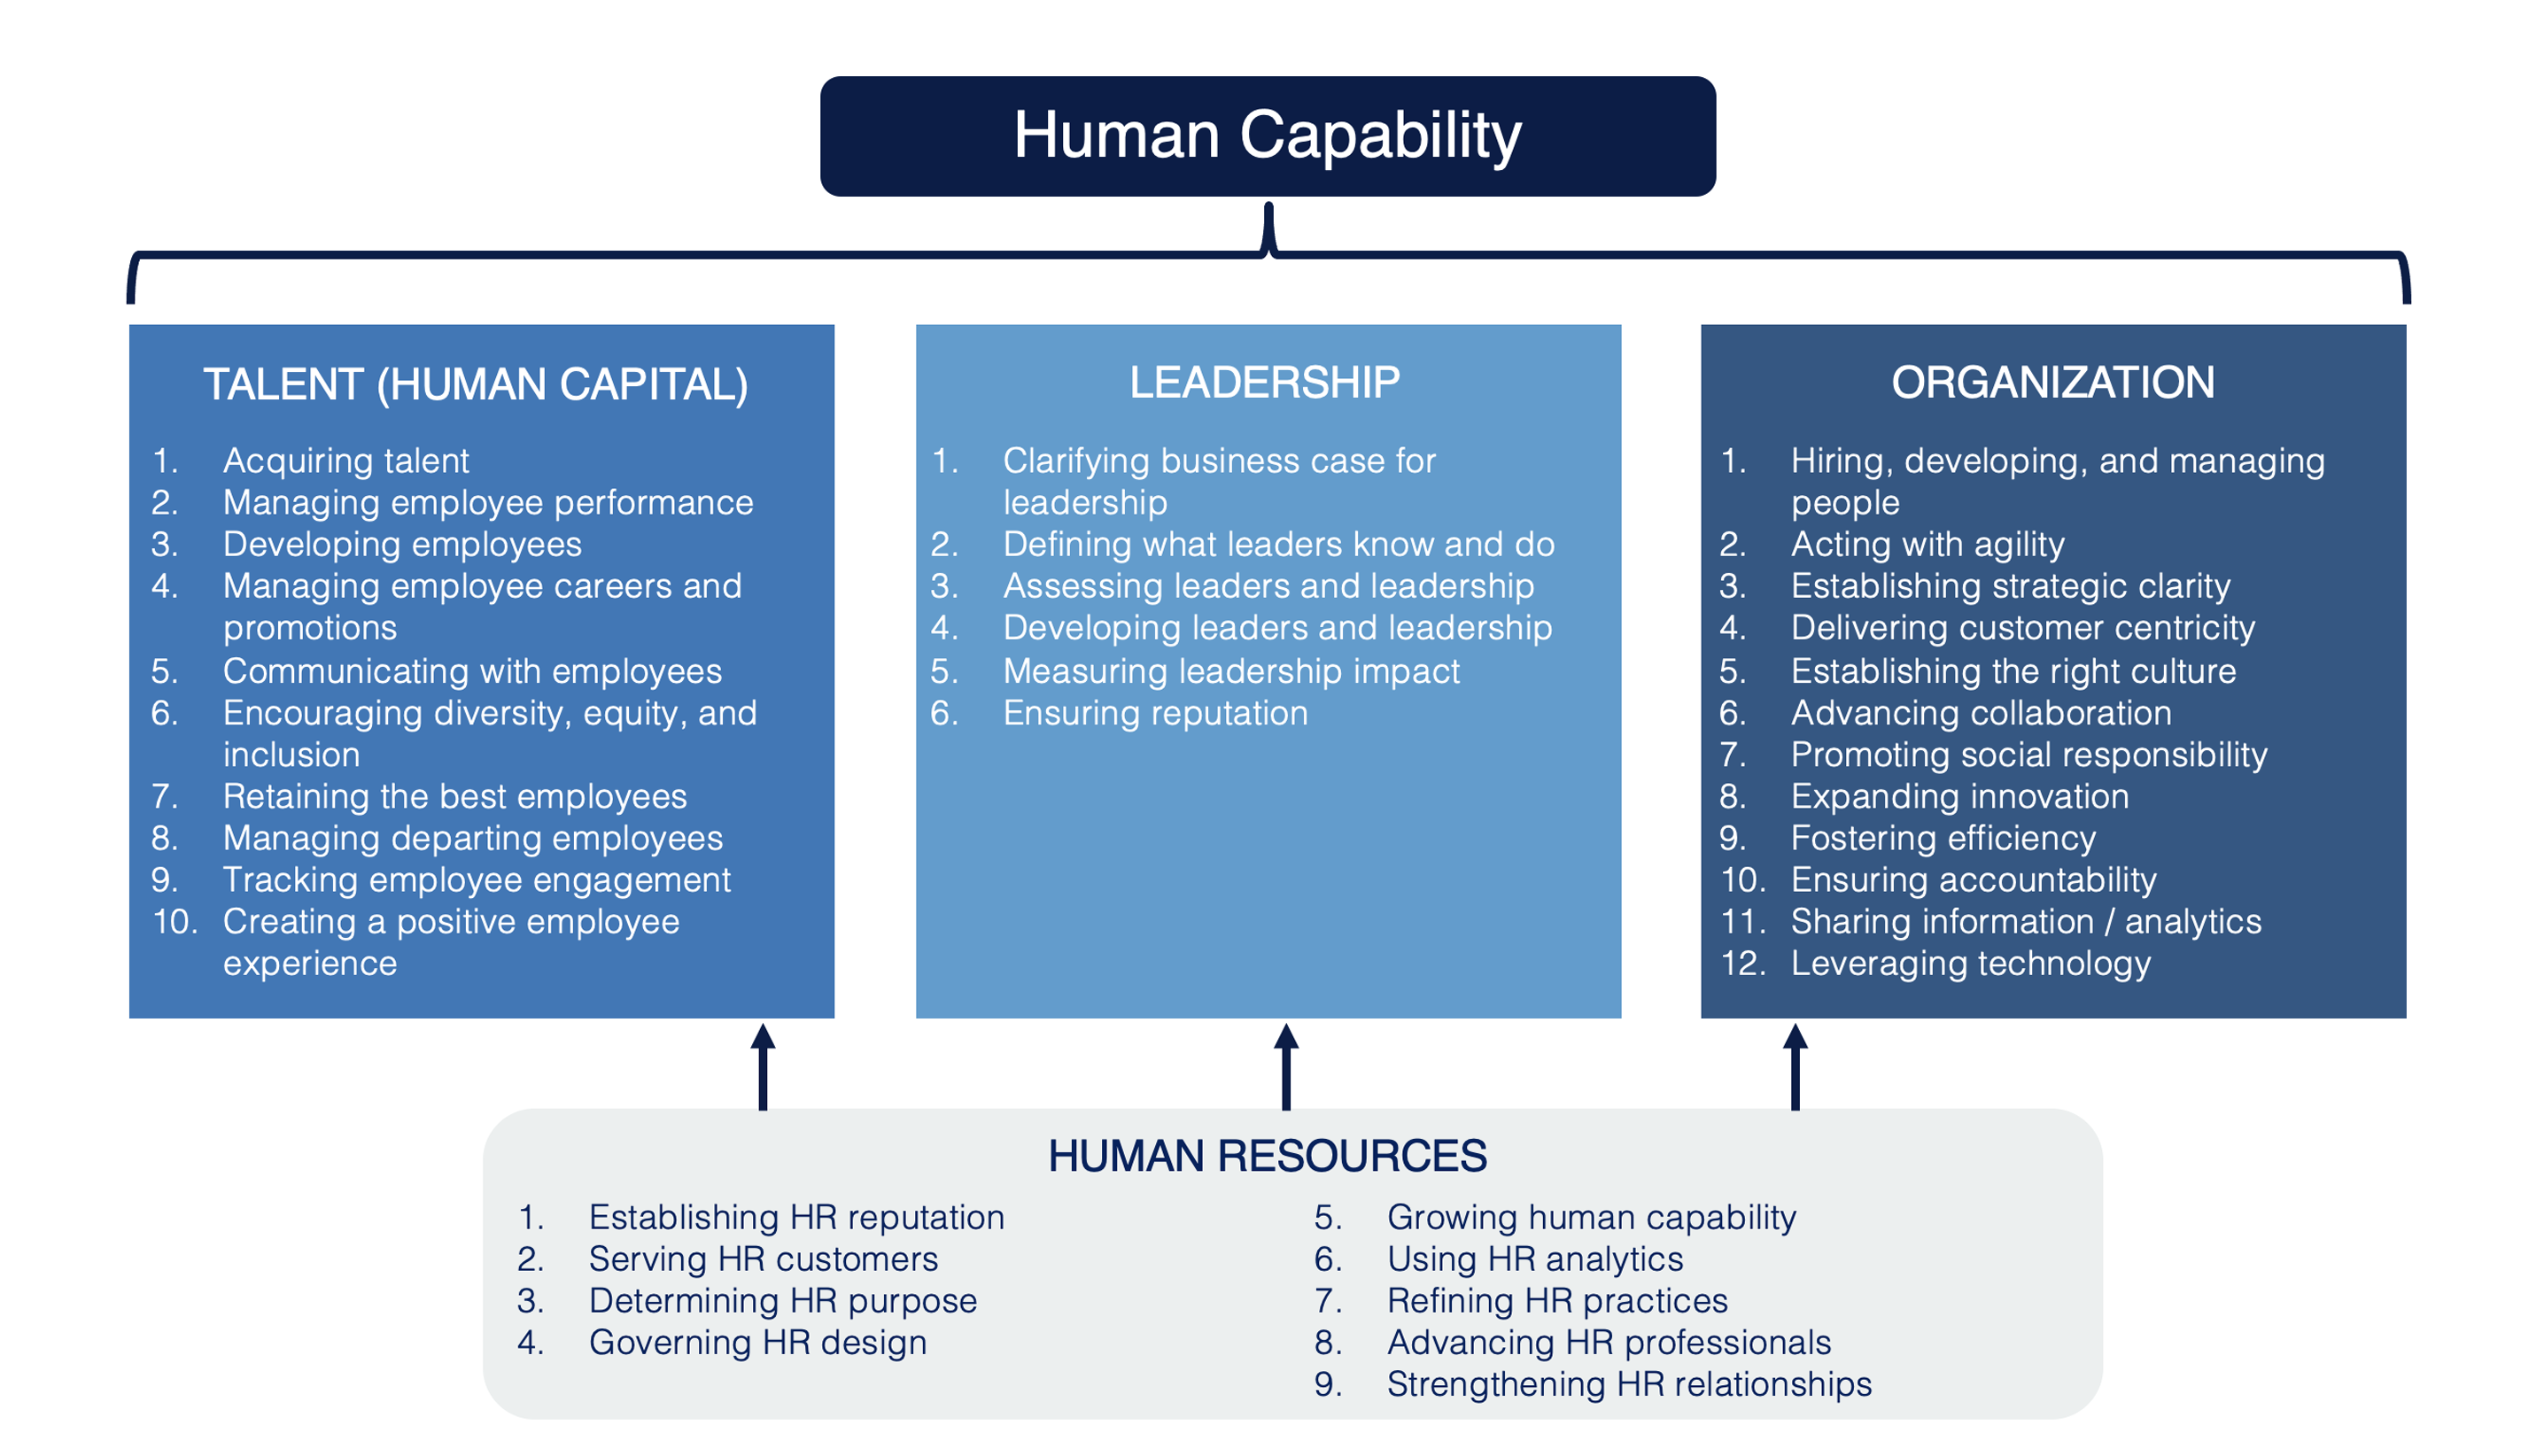 Human Capability
TALENT (HUMAN CAPITAL)
1. Acquiring talent
2. Managing employee performance
3. Developing employees
4. Managing employee careers and
promotions
5. Communicating with employees
6. Encouraging diversity, equity, and
inclusion
7. Retaining the best employees
8. Managing departing employees
9. Tracking employee engagement
10. Creating a positive employee
experience
LEADERSHIP
1. Clarifying business case for
leadership
2. Defining what leaders know and do
3. Assessing leaders and leadership
4. Developing leaders and leadership
5. Measuring leadership impact
6. Ensuring reputation
ORGANIZATION
1. Hiring, developing, and managing
people
2. Acting with agility
3. Establishing strategic clarity
4. Delivering customer centricity
5. Establishing the right culture
6. Advancing collaboration
7. Promoting social responsibility
8. Expanding innovation
9. Fostering efficiency
10. Ensuring accountability
11. Sharing information / analytics
12. Leveraging technology
HUMAN RESOURCES
1. Establishing HR reputation
2. Serving HR customers
3. Determining HR purpose
4. Governing HR design
5. Growing human capability
6. Using HR analytics
7. Refining HR practices
8. Advancing HR professionals
9. Strengthening HR relationships